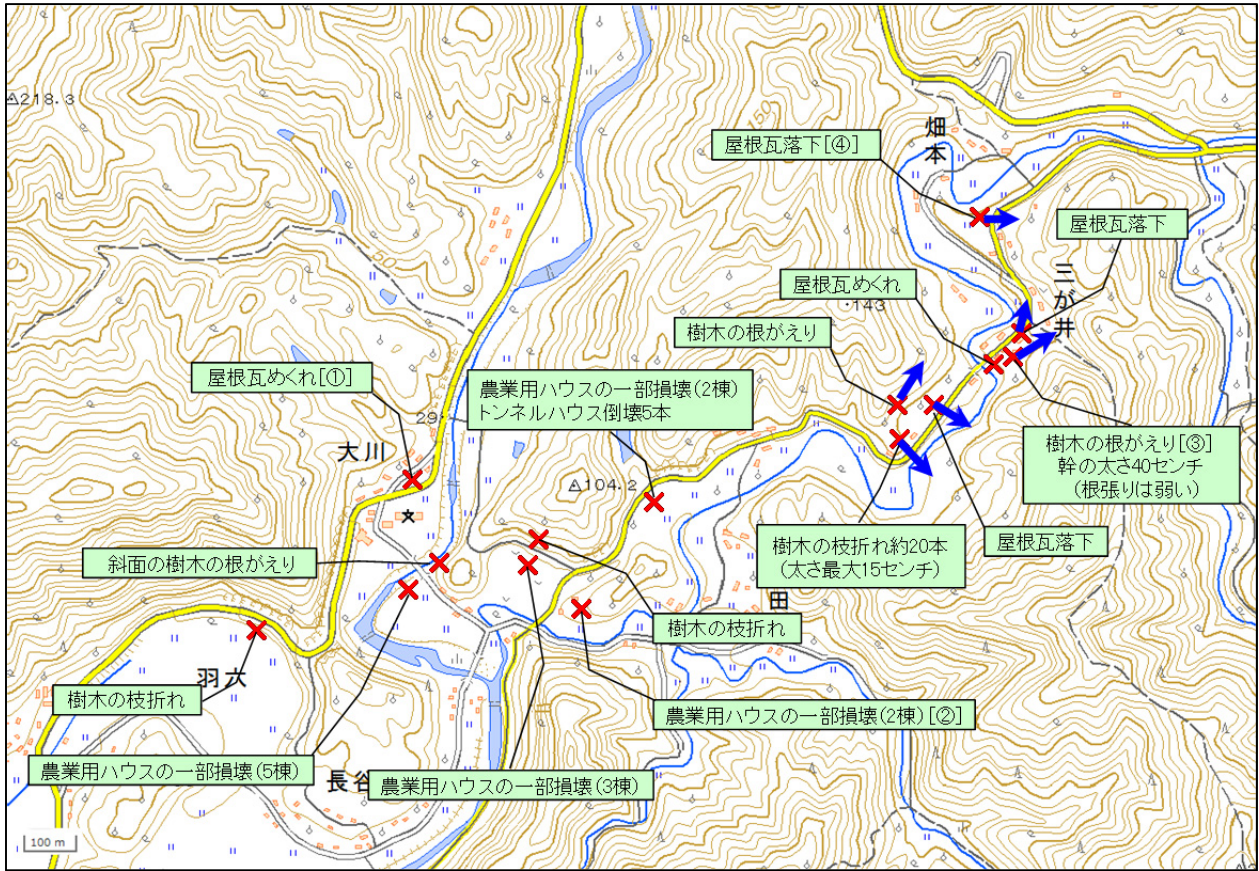 218.3
150
畑本
屋根瓦落下[④]
屋根瓦落下
三が井
150
屋根瓦めくれ
143
樹木の根がえり
屋根瓦めくれ[①]
農業用ハウスの一部損壊(2棟)
トンネルハウス倒壊5本
29
大川
樹木の根がえり[③]
幹の太さ40センチ
(根張りは弱い)
104.2
文
樹木の枝折れ約20本
(太さ最大15センチ)
屋根瓦落下
斜面の樹木の根がえり
田
樹木の枝折れ
羽六
樹木の枝折れ
農業用ハウスの一部損壊(2棟)[②]
農業用ハウスの一部損壊(5棟)
長谷
農業用ハウスの一部損壊(3棟)
100 m